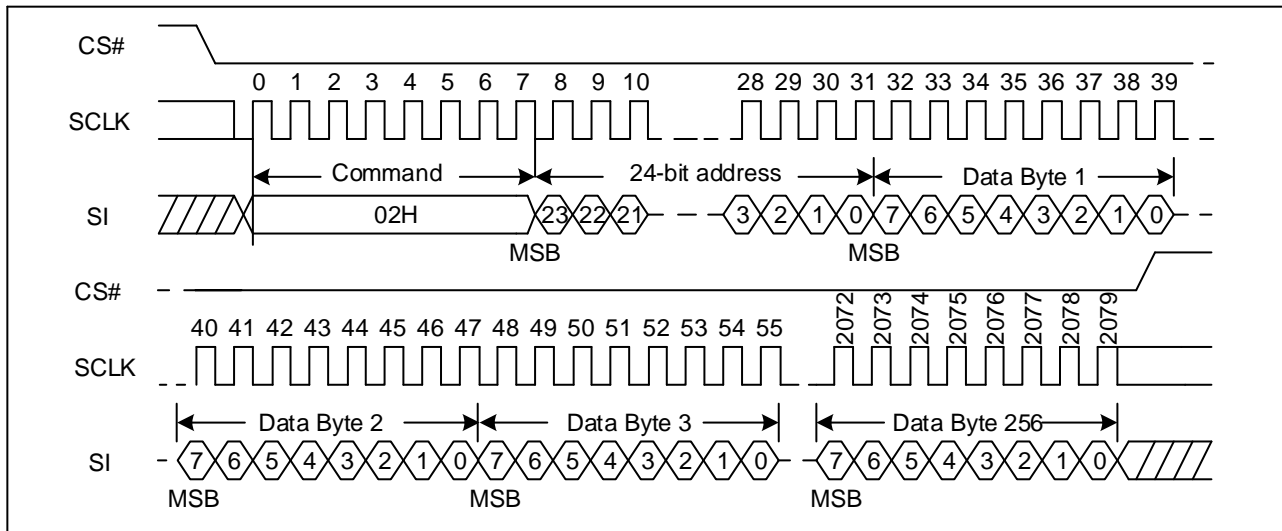 CS#
0 1 2 3 4 5 6 7 8 9 10 28 29 30 31 32 33 34 35 36 37 38 39
SCLK
Command 24-bit address Data Byte 1
SI 02H 23 22 21 3 2 1 0 7 6 5 4 3 2 1 0
MSB MSB
CS#
40 41 42 43 44 45 46 47 48 49 50 51 52 53 54 55 2072 2073 2074 2075 2076 2077 2078 2079
SCLK
Data Byte 2 Data Byte 3 Data Byte 256
SI 7 6 5 4 3 2 1 0 7 6 5 4 3 2 1 0 7 6 5 4 3 2 1 0
MSB MSB MSB